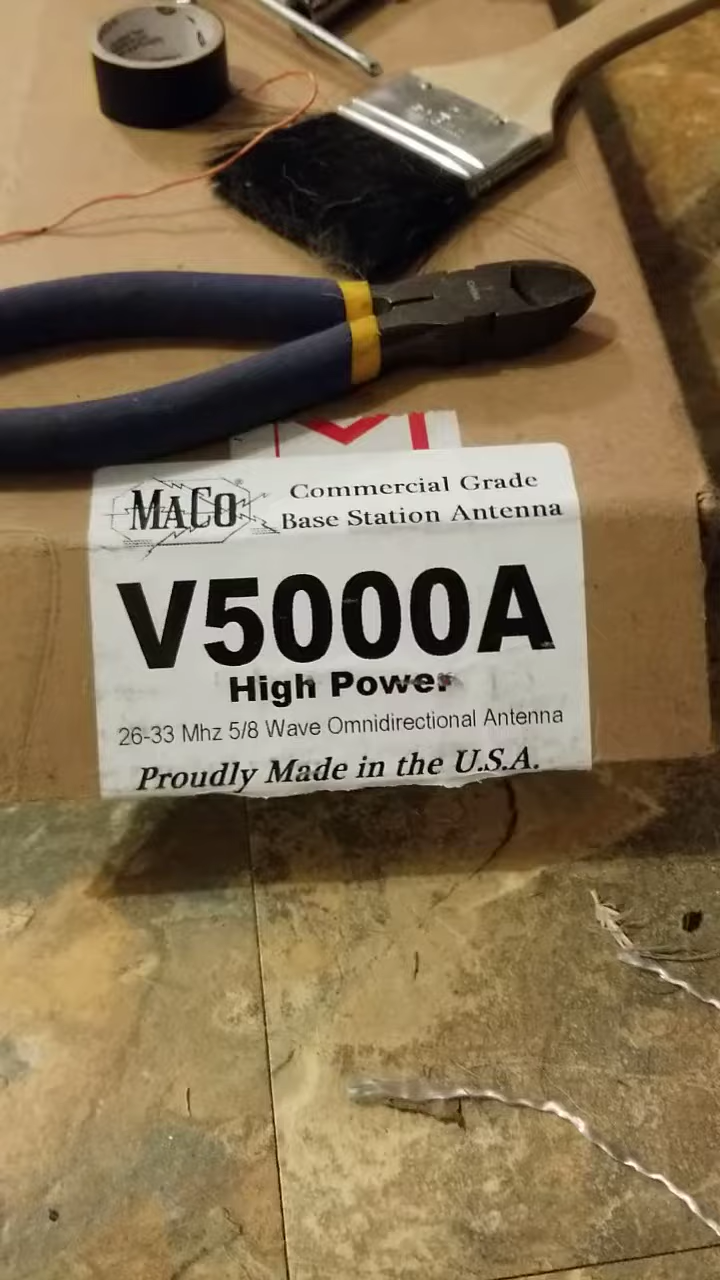 MACO
Commercial Grade
Base Station Antenna
V5000A
High Power
26-33 Mhz 5/8 Wave Omnidirectional Antenna
Proudly Made in the U.S.A.